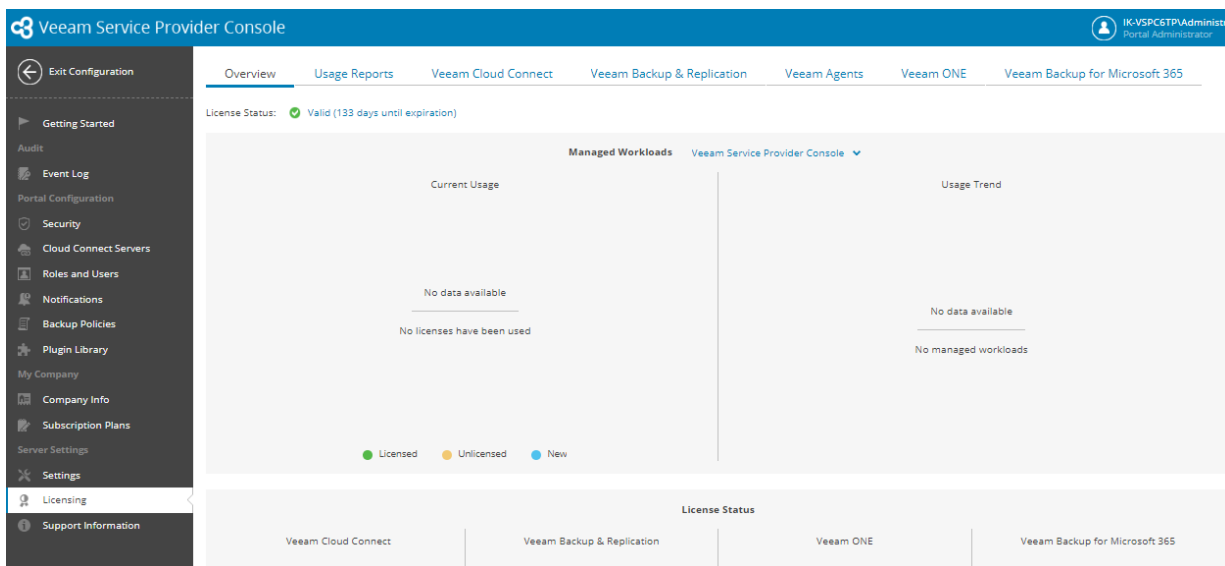 Veeam Service Provider Console
IK-VSPC6TP\Administr
Portal Administrator
Exit Configuration
Getting Started
Audit
Event Log
Portal Configuration
Security
Cloud Connect Servers
Roles and Users
Notifications
Backup Policies
Plugin Library
My Company
Company Info
Subscription Plans
Server Settings
Settings
Licensing
Support Information
Overview Usage Reports Veeam Cloud Connect Veeam Backup & Replication Veeam Agents Veeam ONE Veeam Backup for Microsoft 365
License Status: Valid (133 days until expiration)
Managed Workloads Veeam Service Provider Console
Current Usage
No data available
No licenses have been used
Licensed Unlicensed New
Usage Trend
No data available
No managed workloads
License Status
Veeam Cloud Connect Veeam Backup & Replication Veeam ONE Veeam Backup for Microsoft 365